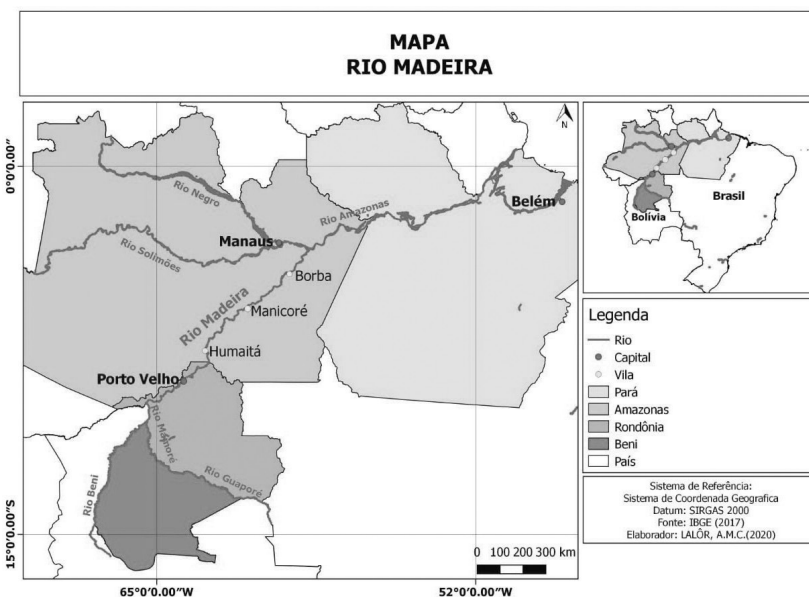 MAPA
RIO MADEIRA
0°0'0.00"
15°0'0.00"S
65°0'0.00"W
52°0'0.00"W
N
Rio Negro
Rio Solimões
Manaus
Rio Amazonas
Belém
Borba
Rio Madeira
Manicoré
Humaitá
Porto Velho
Rio Mamoré
Rio Guaporé
Rio Beni
0 100 200 300 km
Brasil
Bolívia
Legenda
Rio
Capital
Vila
Pará
Amazonas
Rondônia
Beni
País
Sistema de Referência:
Sistema de Coordenada Geografica
Datum: SIRGAS 2000
Fonte: IBGE (2017)
Elaborador: LALÔR, A.M.C.(2020)